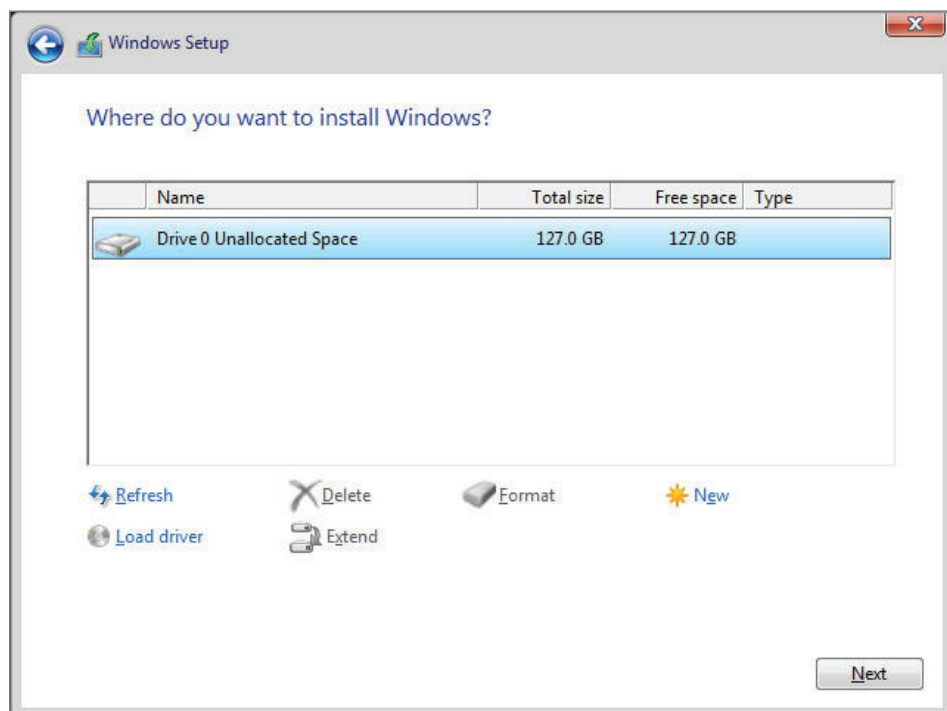 Windows Setup
Where do you want to install Windows?
Name Total size Free space Type
Drive 0 Unallocated Space 127.0 GB 127.0 GB
Refresh Delete Format New
Load driver Extend
Next